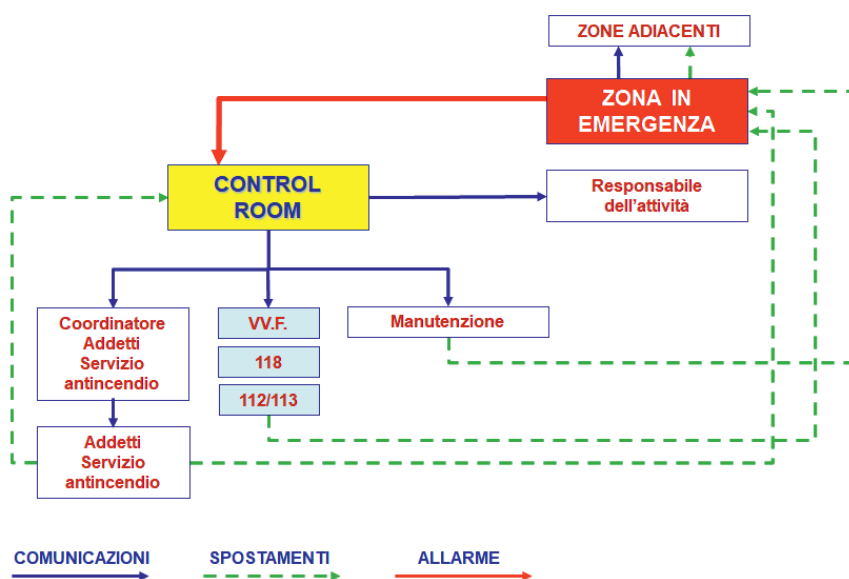 ZONE ADIACENTI
ZONA IN
EMERGENZA
CONTROL
ROOM
Responsabile
dell'attività
Coordinatore
Addetti
Servizio
antincendio
VV.F.
118
112/113
Manutenzione
Addetti
Servizio
antincendio
COMUNICAZIONI
SPOSTAMENTI
ALLARME